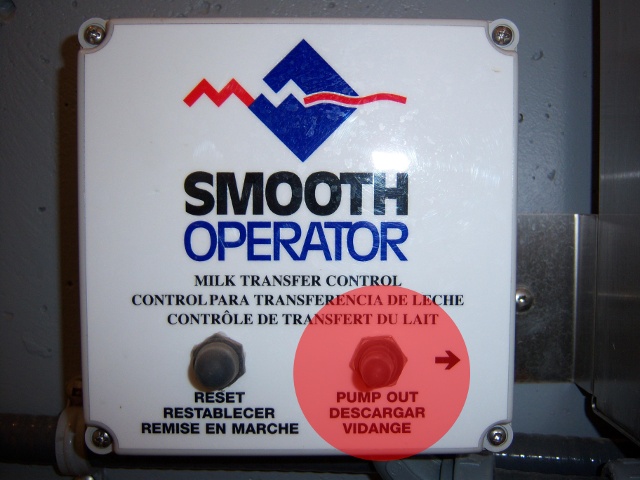 SMOOTH
OPERATOR
MILK TRANSFER CONTROL
CONTROL PARA TRANSFERENCIA DE LECHE
CONTRÔLE DE TRANSFERT DU LAIT
RESET
RESTABLECER
REMISE EN MARCHE
PUMP OUT
DESCARGAR
VIDANGE